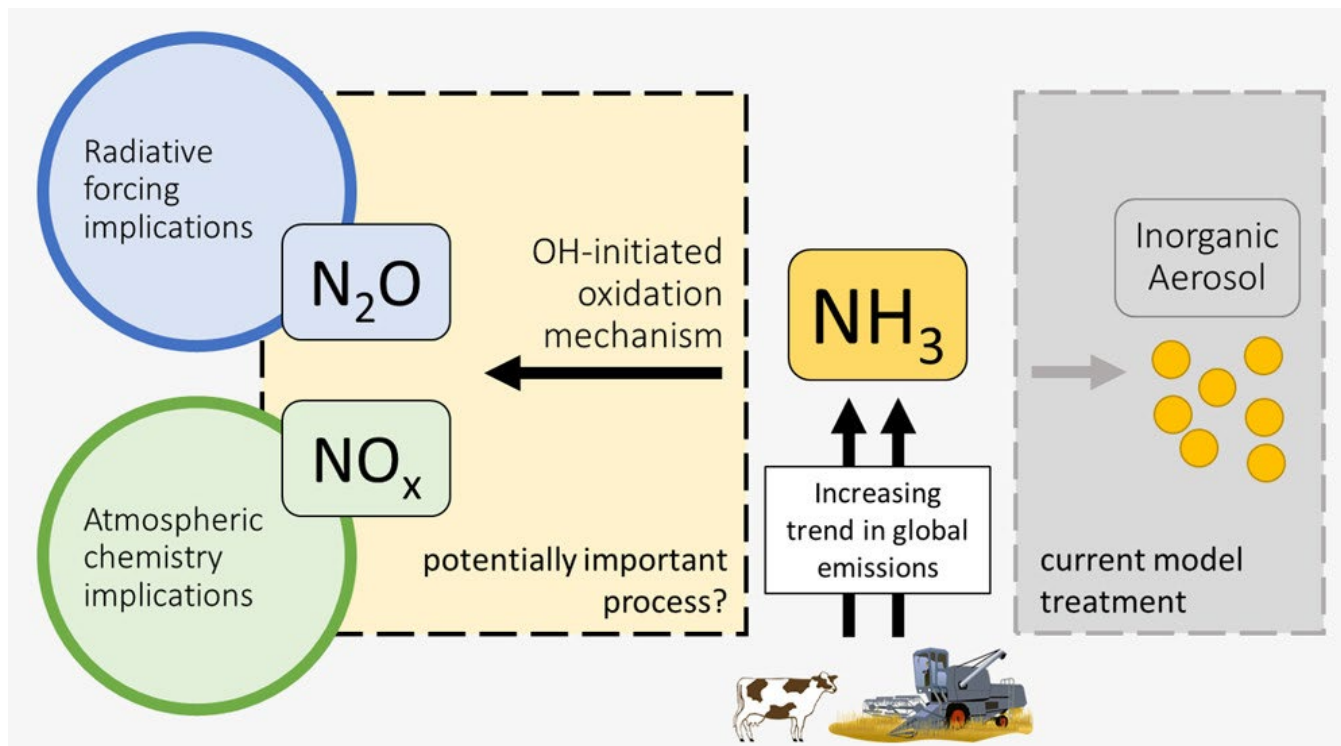 Radiative
forcing
implications
N₂O
NOₓ
Atmospheric
chemistry
implications
OH-initiated
oxidation
mechanism
potentially important
process?
NH₃
Increasing
trend in global
emissions
Inorganic
Aerosol
current model
treatment